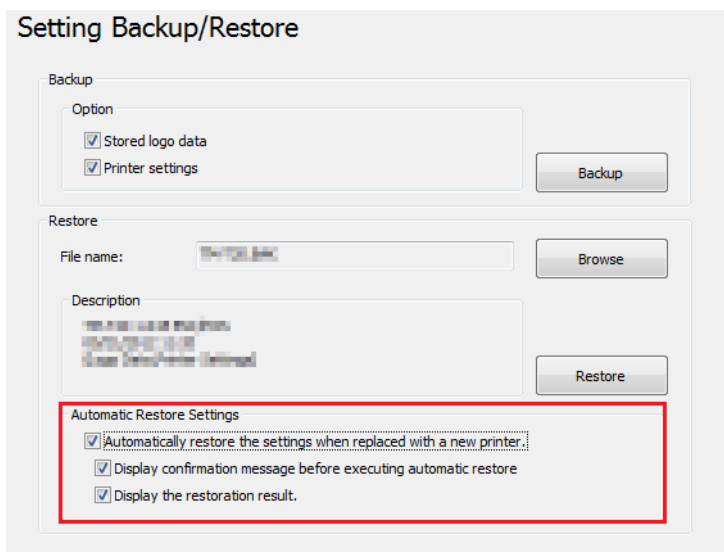 Setting Backup/Restore
Backup
Option
Stored logo data
Printer settings
Backup
Restore
File name:
Browse
Description
Restore
Automatic Restore Settings
Automatically restore the settings when replaced with a new printer.
Display confirmation message before executing automatic restore
Display the restoration result.